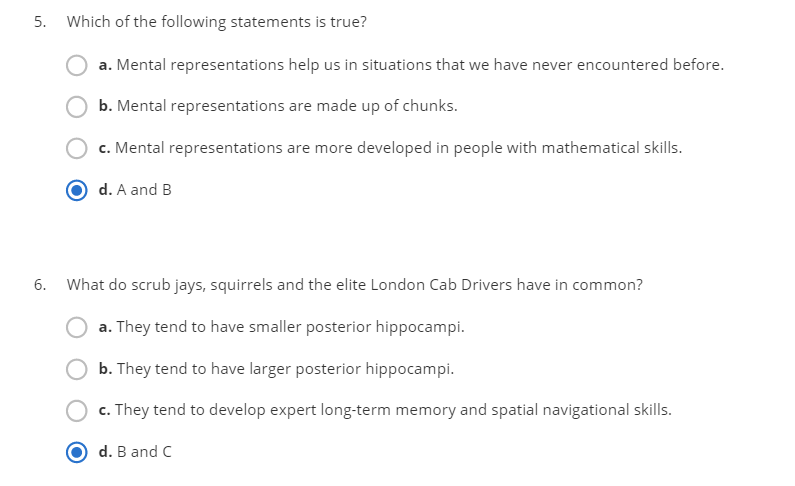 5. Which of the following statements is true?
a. Mental representations help us in situations that we have never encountered before.
b. Mental representations are made up of chunks.
c. Mental representations are more developed in people with mathematical skills.
d. A and B
6. What do scrub jays, squirrels and the elite London Cab Drivers have in common?
a. They tend to have smaller posterior hippocampi.
b. They tend to have larger posterior hippocampi.
c. They tend to develop expert long-term memory and spatial navigational skills.
d. B and C